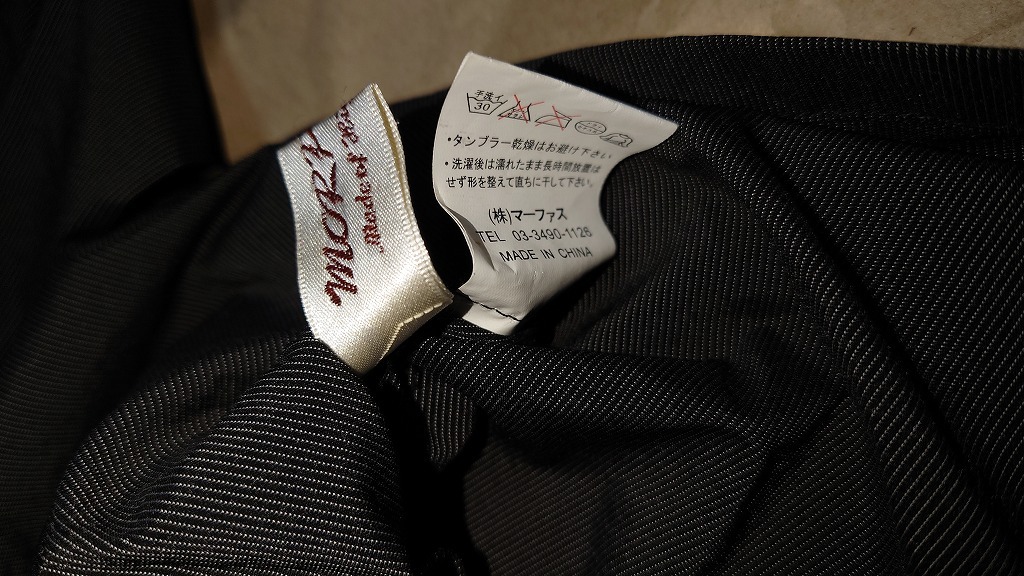 MORP
Made of
手洗イ
30
・タンブラー乾燥はお避け下さい
・洗濯後は濡れたまま長時間放置は
せず形を整えて直ちに干して下さい。
(株)マーファス
TEL 03-3490-1126
MADE IN CHINA